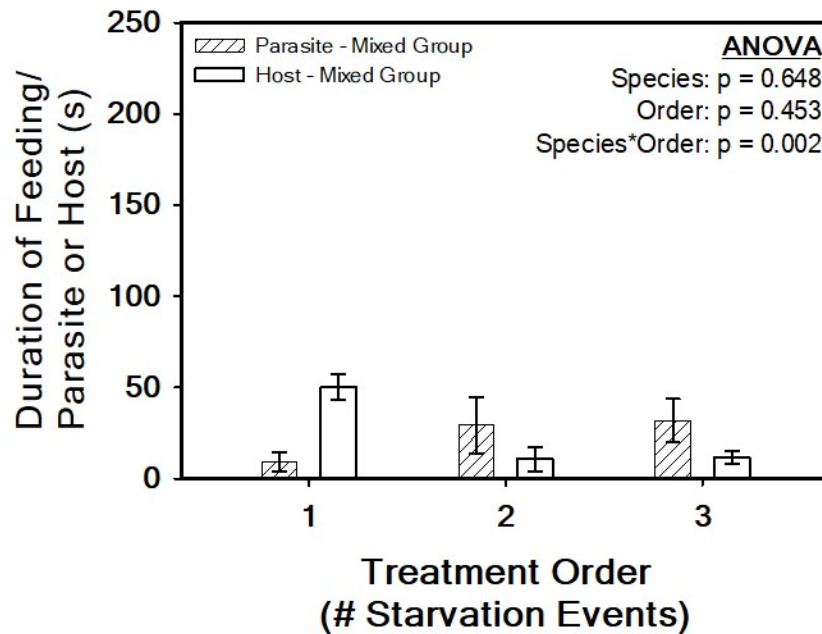 250
200
150
100
50
0
Duration of Feeding/
Parasite or Host (s)
Parasite - Mixed Group
Host - Mixed Group
ANOVA
Species: p = 0.648
Order: p = 0.453
Species*Order: p = 0.002
1 2 3
Treatment Order
(# Starvation Events)